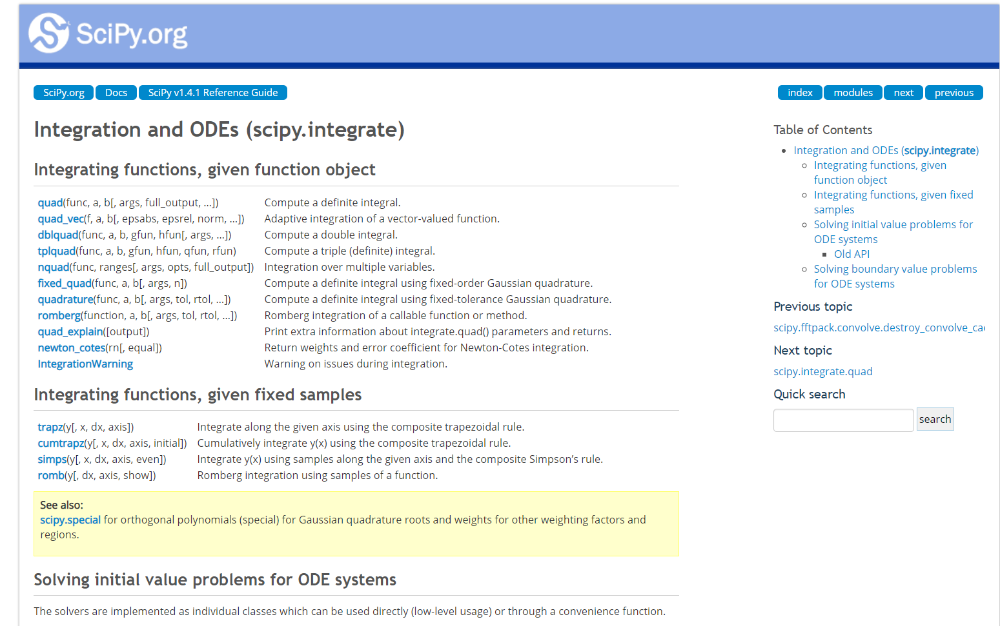 SciPy.org
SciPy.org Docs SciPy v1.4.1 Reference Guide
index modules next previous
Integration and ODEs (scipy.integrate)
Integrating functions, given function object
quad(func, a, b[, args, full_output, ...]) Compute a definite integral.
quad_vec(f, a, b[, epsabs, epsrel, norm, ...]) Adaptive integration of a vector-valued function.
dblquad(func, a, b, gfun, hfun[, args, ...]) Compute a double integral.
tplquad(func, a, b, gfun, hfun, qfun, rfun) Compute a triple (definite) integral.
nquad(func, ranges[, args, opts, full_output]) Integration over multiple variables.
fixed_quad(func, a, b[, args, n]) Compute a definite integral using fixed-order Gaussian quadrature.
quadrature(func, a, b[, args, tol, rtol, ...]) Compute a definite integral using fixed-tolerance Gaussian quadrature.
romberg(function, a, b[, args, tol, rtol, ...]) Romberg integration of a callable function or method.
quad_explain([output]) Print extra information about integrate.quad() parameters and returns.
newton_cotes(rn[, equal]) Return weights and error coefficient for Newton-Cotes integration.
IntegrationWarning Warning on issues during integration.
Integrating functions, given fixed samples
trapz(y[, x, dx, axis]) Integrate along the given axis using the composite trapezoidal rule.
cumtrapz(y[, x, dx, axis, initial]) Cumulatively integrate y(x) using the composite trapezoidal rule.
simps(y[, x, dx, axis, even]) Integrate y(x) using samples along the given axis and the composite Simpson's rule.
romb(y[, dx, axis, show]) Romberg integration using samples of a function.
See also:
scipy.special for orthogonal polynomials (special) for Gaussian quadrature roots and weights for other weighting factors and
regions.
Solving initial value problems for ODE systems
The solvers are implemented as individual classes which can be used directly (low-level usage) or through a convenience function.
Table of Contents
Integration and ODEs (scipy.integrate)
Integrating functions, given
function object
Integrating functions, given fixed
samples
Solving initial value problems for
ODE systems
Old API
Solving boundary value problems
for ODE systems
Previous topic
scipy.fftpack.convolve.destroy_convolve_ca
Next topic
scipy.integrate.quad
Quick search
search